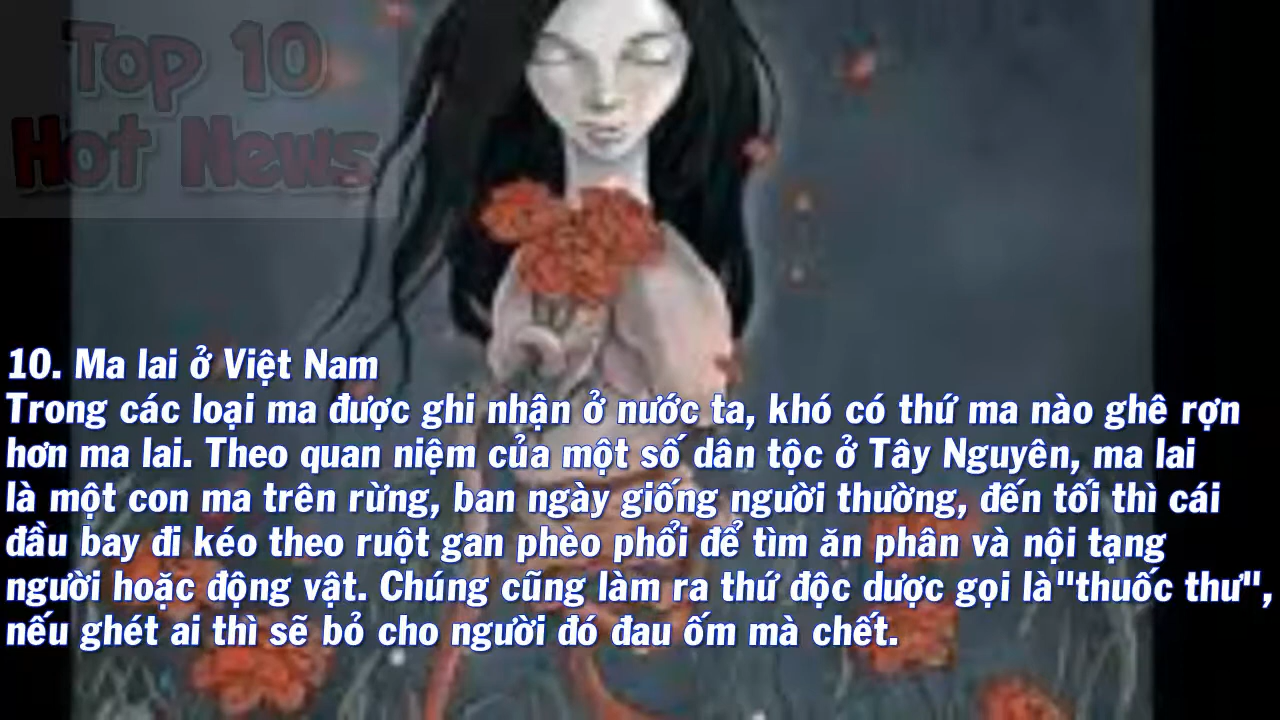 Top 10
Hot News
10. Ma lai ở Việt Nam
Trong các loại ma được ghi nhận ở nước ta, khó có thứ ma nào ghê rợn
hơn ma lai. Theo quan niệm của một số dân tộc ở Tây Nguyên, ma lai
là một con ma trên rừng, ban ngày giống người thường, đến tối thì cái
đầu bay đi kéo theo ruột gan phèo phổi để tìm ăn phân và nội tạng
người hoặc động vật. Chúng cũng làm ra thứ độc dược gọi là"thuốc thư",
nếu ghét ai thì sẽ bỏ cho người đó đau ốm mà chết.